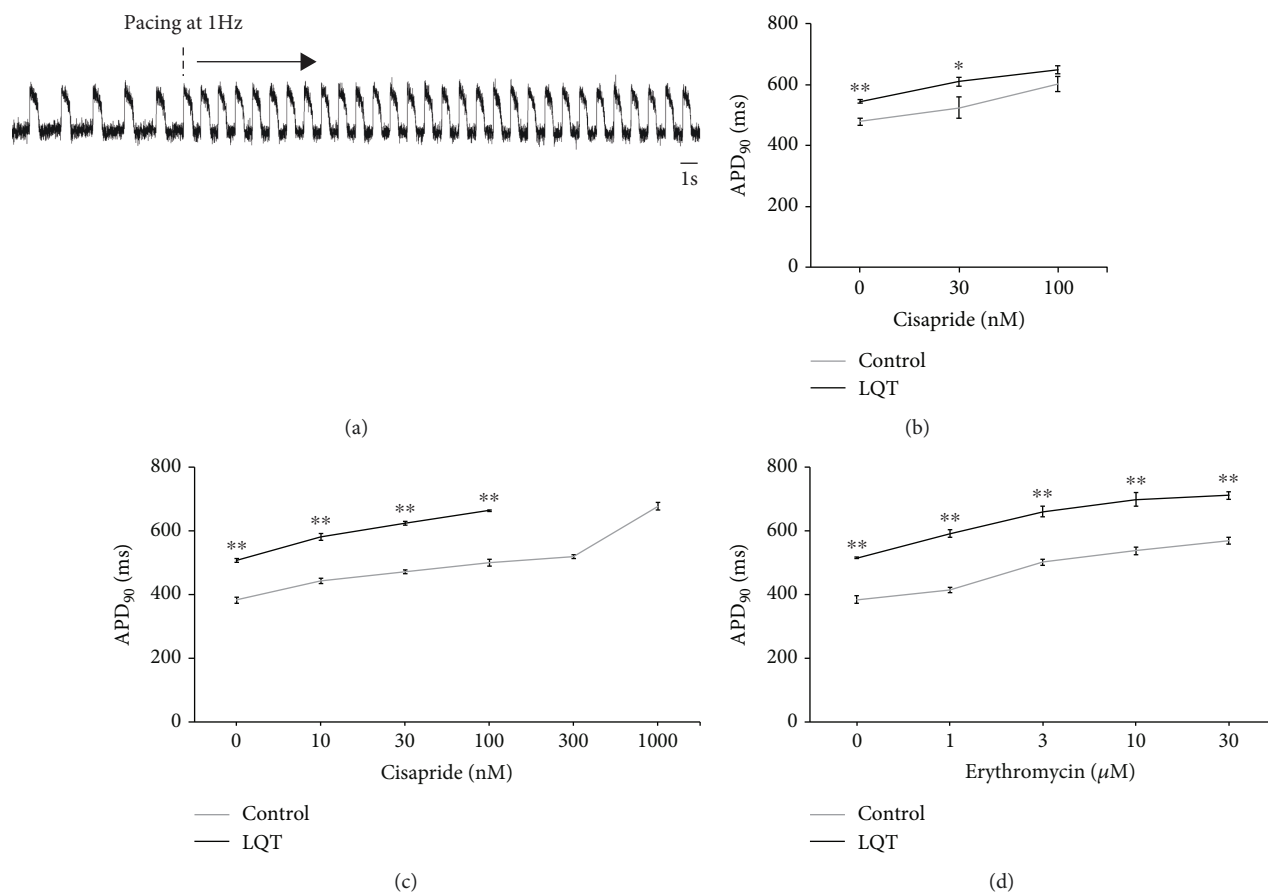 Pacing at 1Hz
1s
(a)
800
600
400
200
0
APD90 (ms)
** *
0 30 100
Cisapride (nM)
Control
LQT
(b)
800
600
400
200
0
APD90 (ms)
** ** ** **
0 10 30 100 300 1000
Cisapride (nM)
Control
LQT
(c)
800
600
400
200
0
APD90 (ms)
** ** ** ** **
0 1 3 10 30
Erythromycin (μM)
Control
LQT
(d)